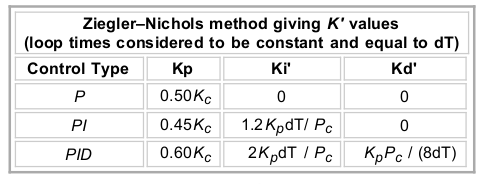 Ziegler–Nichols method giving K' values
(loop times considered to be constant and equal to dT)
Control Type Kp Ki' Kd'
P 0.50Kc 0 0
PI 0.45Kc 1.2KpdT/ Pc 0
PID 0.60Kc 2KpdT / Pc KpPc / (8dT)